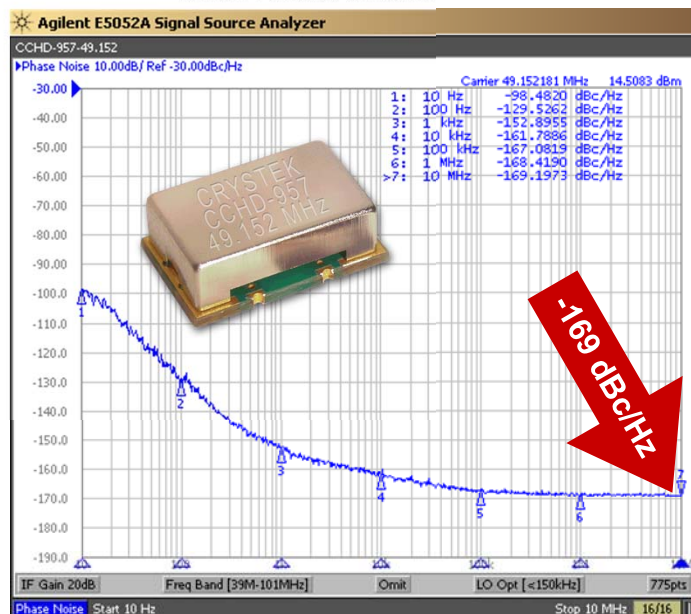 Agilent E5052A Signal Source Analyzer
CCHD-957-49.152
Phase Noise 10.00dB/ Ref -30.00dBc/Hz
Carrier 49.152181 MHz 14.5083 dBm
1: 10 Hz -98.4820 dBc/Hz
2: 100 Hz -129.5262 dBc/Hz
3: 1 kHz -152.8955 dBc/Hz
4: 10 kHz -161.7886 dBc/Hz
5: 100 kHz -167.0819 dBc/Hz
6: 1 MHz -168.4190 dBc/Hz
>7: 10 MHz -169.1973 dBc/Hz
-30.00
-40.00
-50.00
-60.00
-70.00
-80.00
-90.00
-100.0
-110.0
-120.0
-130.0
-140.0
-150.0
-160.0
-170.0
-180.0
-190.0
CRYSTEK
CCHD-957
49.152 MHz
-169 dBc/Hz
1
2
3
4
5
6
7
IF Gain 20dB Freq Band [39M-101MHz] Omit LO Opt [<150kHz] 775pts
Phase Noise Start 10 Hz Stop 10 MHz 16/16